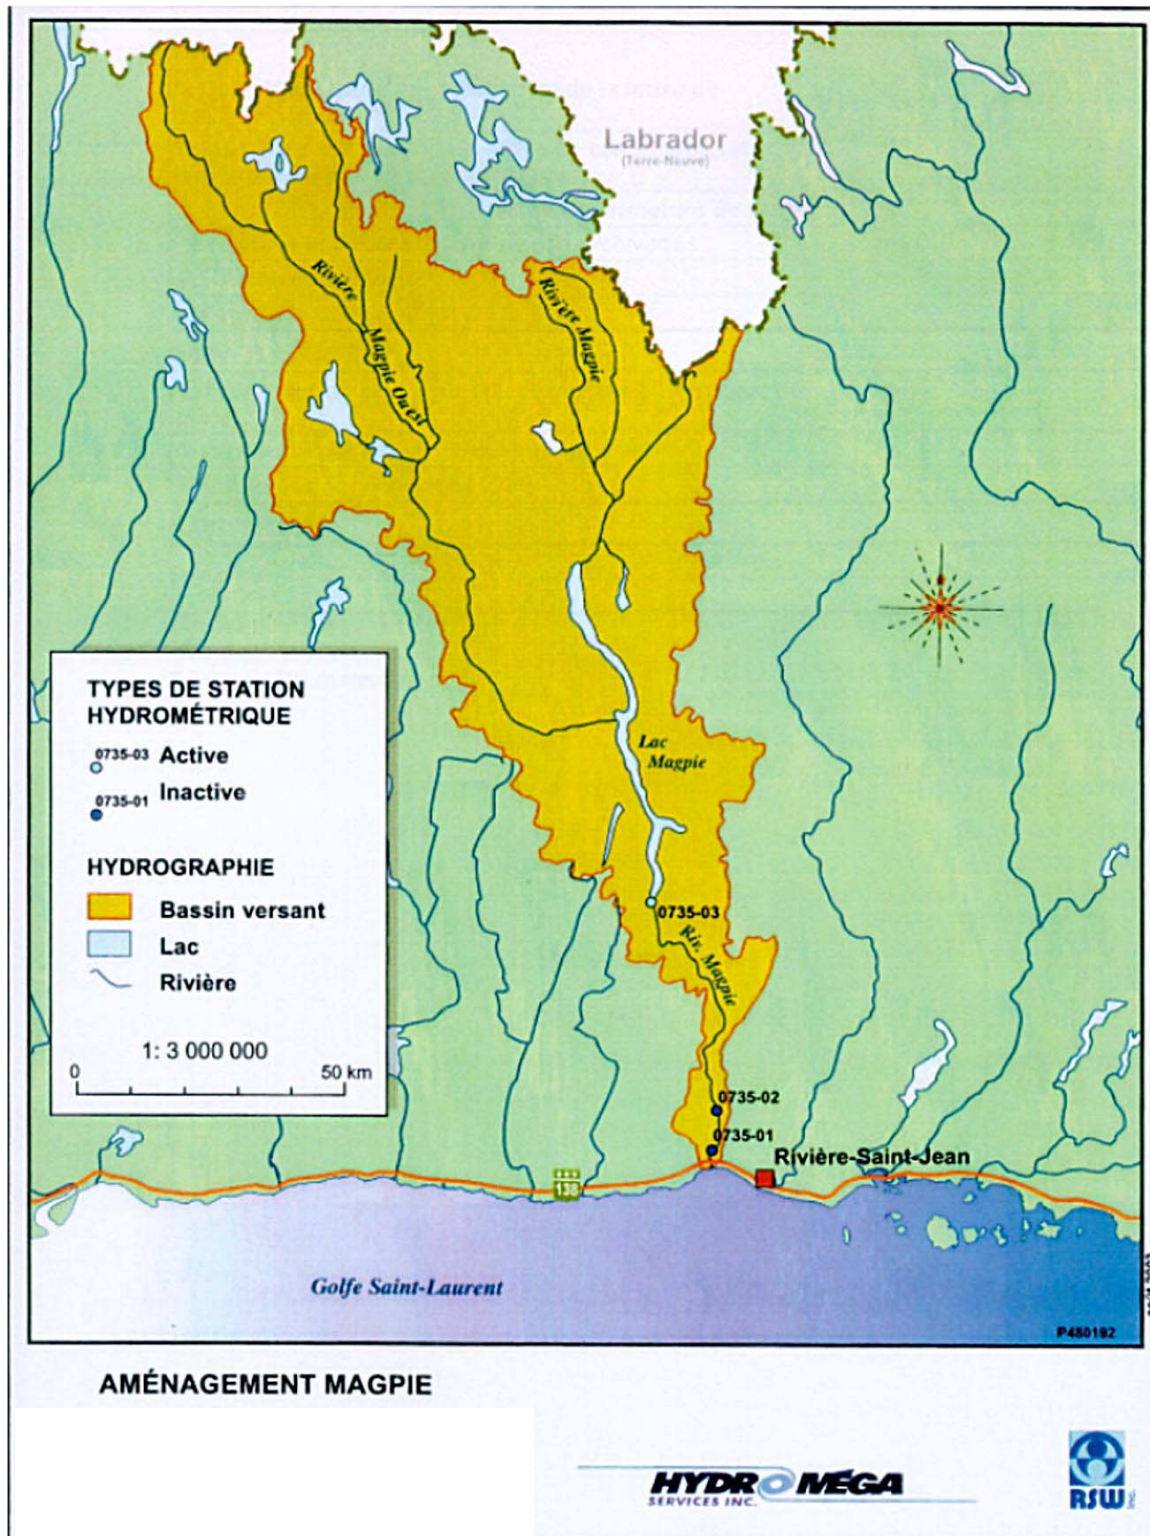 Labrador
(Terre-Neuve)
Rivière
Magpie Ouest
Rivière Magpie
Lac
Magpie
0735-03
Riv. Magpie
0735-02
0735-01
Rivière-Saint-Jean
138
Golfe Saint-Laurent
P480192
TYPES DE STATION
HYDROMÉTRIQUE
0735-03 Active
0735-01 Inactive
HYDROGRAPHIE
Bassin versant
Lac
Rivière
1: 3 000 000
0 50 km
AMÉNAGEMENT MAGPIE
HYDROMÉGA
SERVICES INC.
RSW inc.